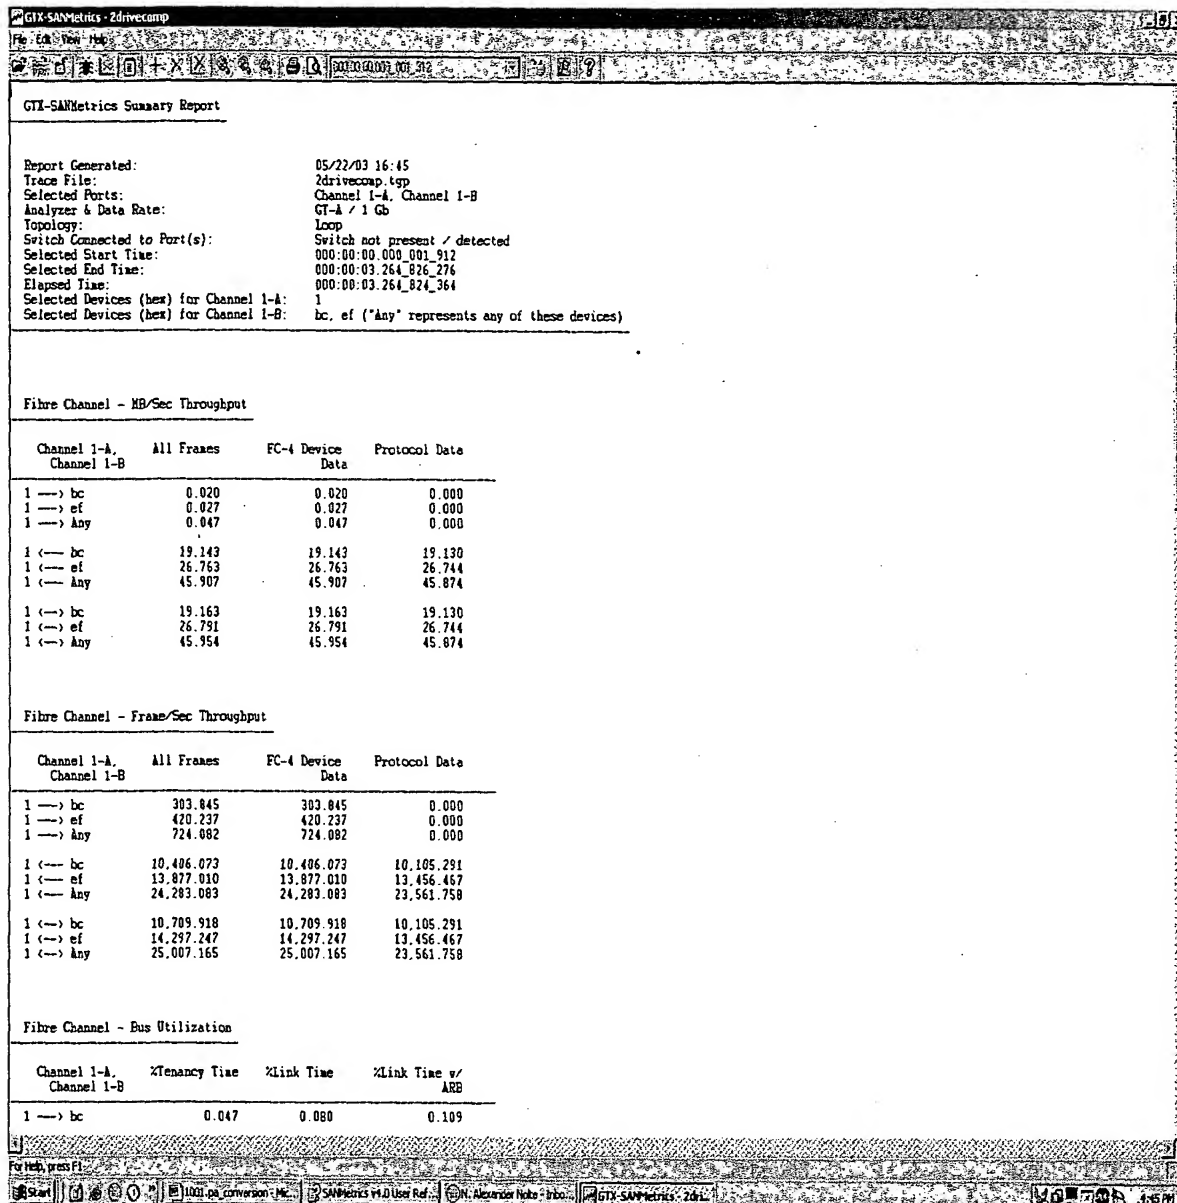 GTX-SANMetrics - 2drivecomp
File Edit View Help
GTX-SANMetrics Summary Report
Report Generated: 05/22/03 16:45
Trace File: 2drivecomp.tgp
Selected Ports: Channel 1-A, Channel 1-B
Analyzer & Data Rate: GT-A / 1 Gb
Topology: Loop
Switch Connected to Port(s): Switch not present / detected
Selected Start Time: 000:00:00.000_001_912
Selected End Time: 000:00:03.264_826_276
Elapsed Time: 000:00:03.264_824_364
Selected Devices (hex) for Channel 1-A: 1
Selected Devices (hex) for Channel 1-B: bc, ef ("Any" represents any of these devices)
Fibre Channel - MB/Sec Throughput
Channel 1-A, All Frames FC-4 Device Protocol Data
Channel 1-B Data
1 ---> bc 0.020 0.020 0.000
1 ---> ef 0.027 0.027 0.000
1 ---> Any 0.047 0.047 0.000
1 <--- bc 19.143 19.143 19.130
1 <--- ef 26.763 26.763 26.744
1 <--- Any 45.907 45.907 45.874
1 <--> bc 19.163 19.163 19.130
1 <--> ef 26.791 26.791 26.744
1 <--> Any 45.954 45.954 45.874
Fibre Channel - Frame/Sec Throughput
Channel 1-A, All Frames FC-4 Device Protocol Data
Channel 1-B Data
1 ---> bc 303.845 303.845 0.000
1 ---> ef 420.237 420.237 0.000
1 ---> Any 724.082 724.082 0.000
1 <--- bc 10,406.073 10,406.073 10,105.291
1 <--- ef 13,877.010 13,877.010 13,456.467
1 <--- Any 24,283.083 24,283.083 23,561.758
1 <--> bc 10,709.918 10,709.918 10,105.291
1 <--> ef 14,297.247 14,297.247 13,456.467
1 <--> Any 25,007.165 25,007.165 23,561.758
Fibre Channel - Bus Utilization
Channel 1-A, %Tenancy Time %Link Time %Link Time w/
Channel 1-B ARB
1 ---> bc 0.047 0.080 0.109
For Help, press F1
Start 1001.pa_conversion - Mic... SANMetrics v4.0 User Ref... N. Alexander Nolte - Inbo... GTX-SANMetrics - 2dri...